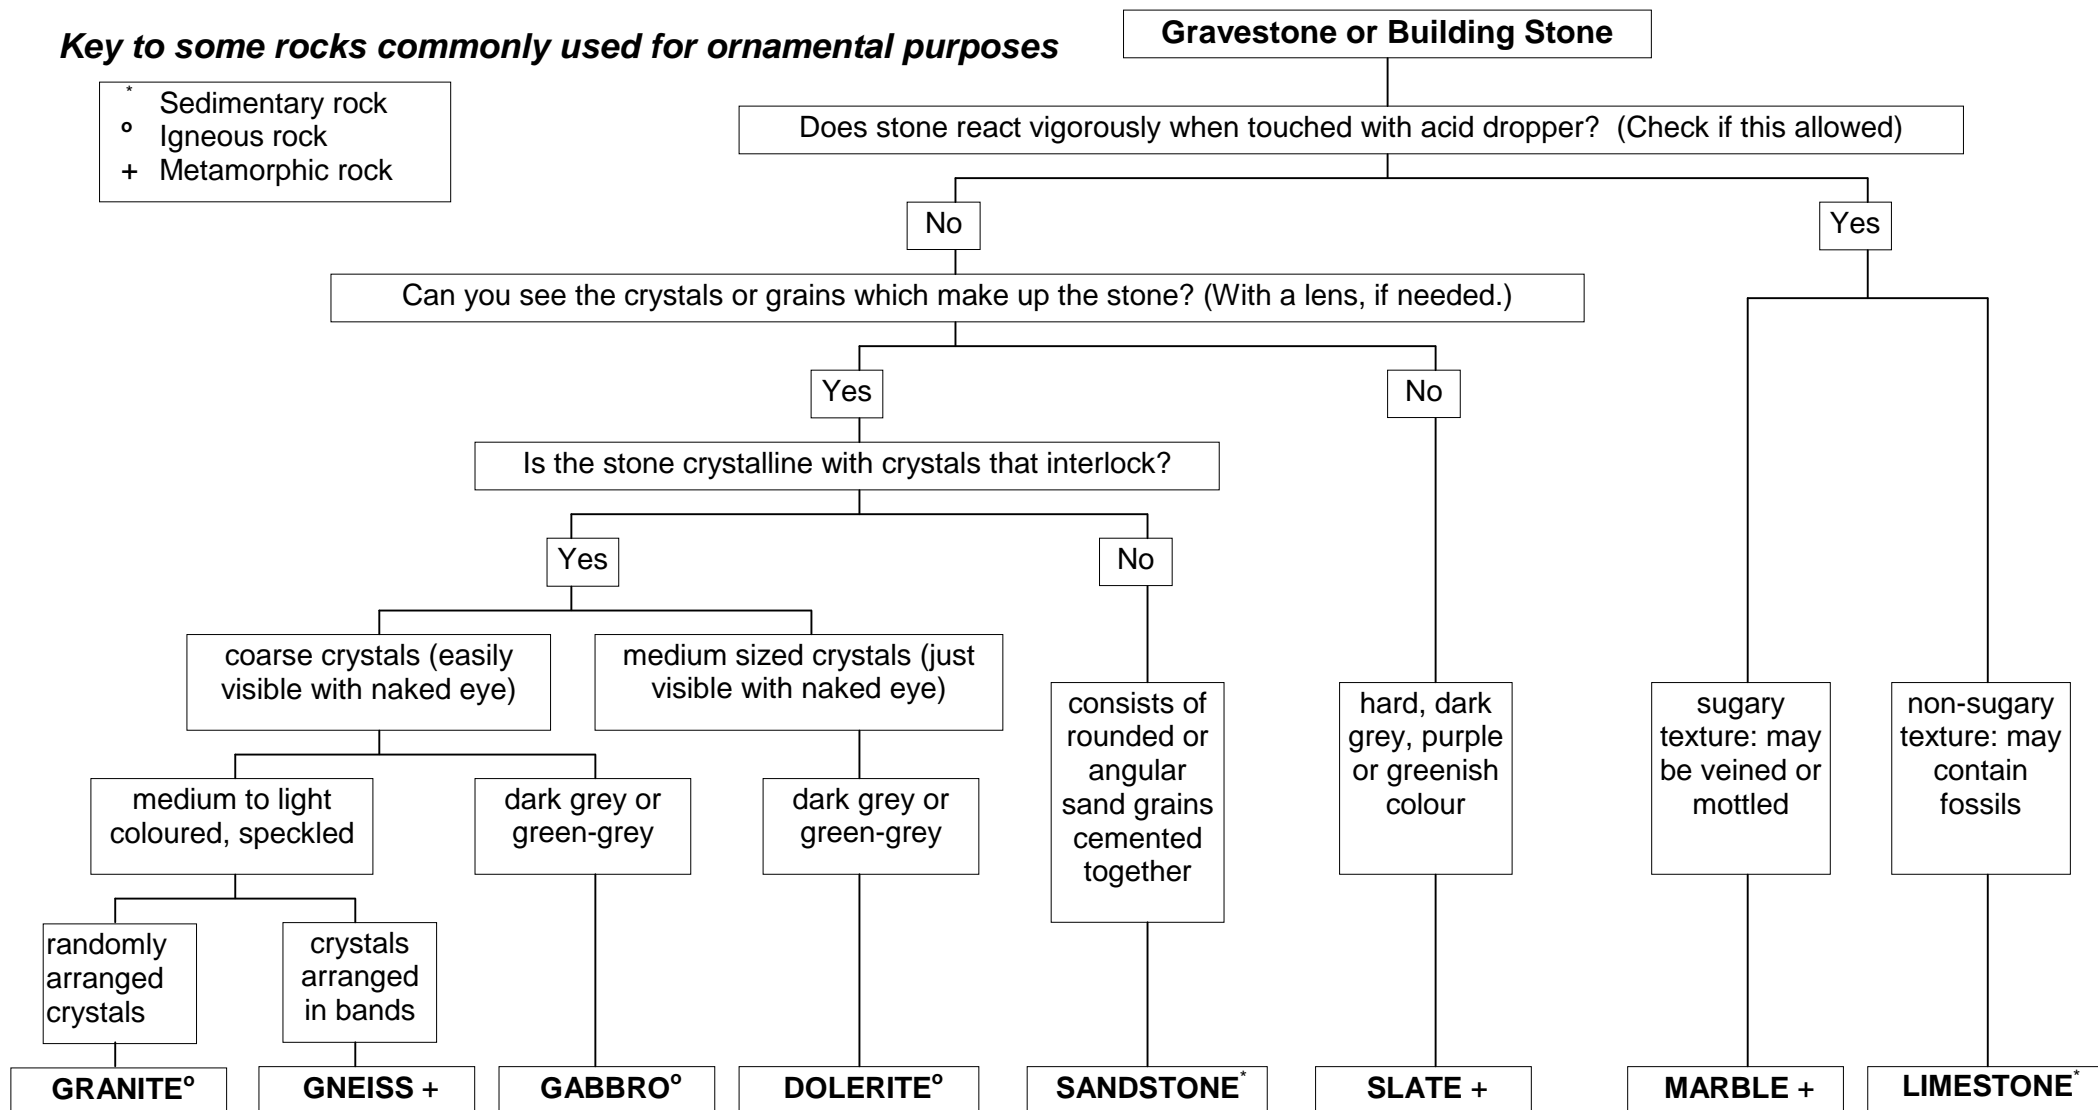 Key to some rocks commonly used for ornamental purposes
Gravestone or Building Stone
* Sedimentary rock
o Igneous rock
+ Metamorphic rock
Does stone react vigorously when touched with acid dropper? (Check if this allowed)
No
Yes
Can you see the crystals or grains which make up the stone? (With a lens, if needed.)
Yes
No
Is the stone crystalline with crystals that interlock?
Yes
No
coarse crystals (easily
visible with naked eye)
medium sized crystals (just
visible with naked eye)
consists of
rounded or
angular
sand grains
cemented
together
hard, dark
grey, purple
or greenish
colour
sugary
texture: may
be veined or
mottled
non-sugary
texture: may
contain
fossils
medium to light
coloured, speckled
dark grey or
green-grey
dark grey or
green-grey
randomly
arranged
crystals
crystals
arranged
in bands
GRANITEº
GNEISS +
GABBROº
DOLERITEº
SANDSTONE*
SLATE +
MARBLE +
LIMESTONE*